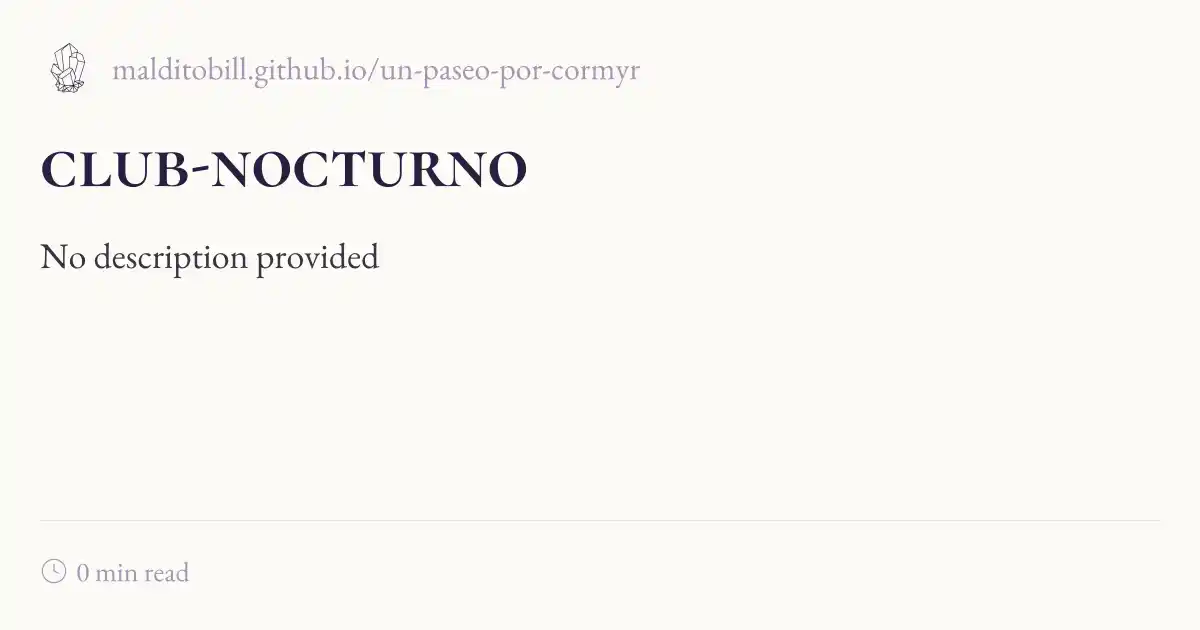 malditobill.github.io/un-paseo-por-cormyr
CLUB-NOCTURNO
No description provided
0 min read